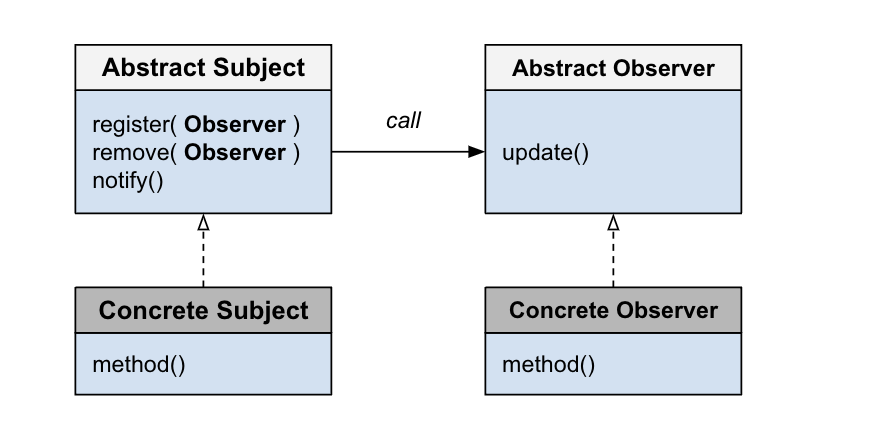 Abstract Subject
register( Observer )
remove( Observer )
notify()
call
Abstract Observer
update()
Concrete Subject
method()
Concrete Observer
method()